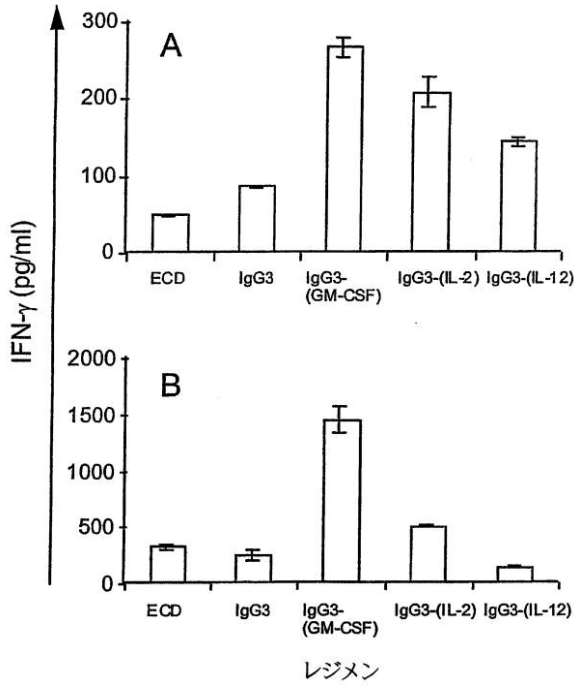 IFN-γ (pg/ml)
A
300
200
100
0
ECD IgG3 IgG3- IgG3-(IL-2) IgG3-(IL-12)
(GM-CSF)
B
2000
1500
1000
500
0
ECD IgG3 IgG3- IgG3-(IL-2) IgG3-(IL-12)
(GM-CSF)
レジメン